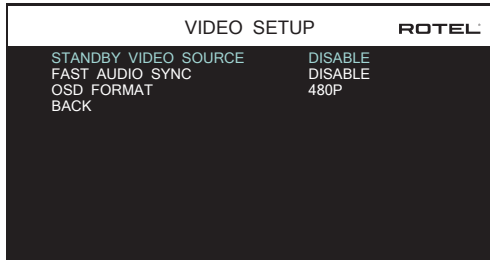 VIDEO SETUP ROTEL
STANDBY VIDEO SOURCE DISABLE
FAST AUDIO SYNC DISABLE
OSD FORMAT 480P
BACK